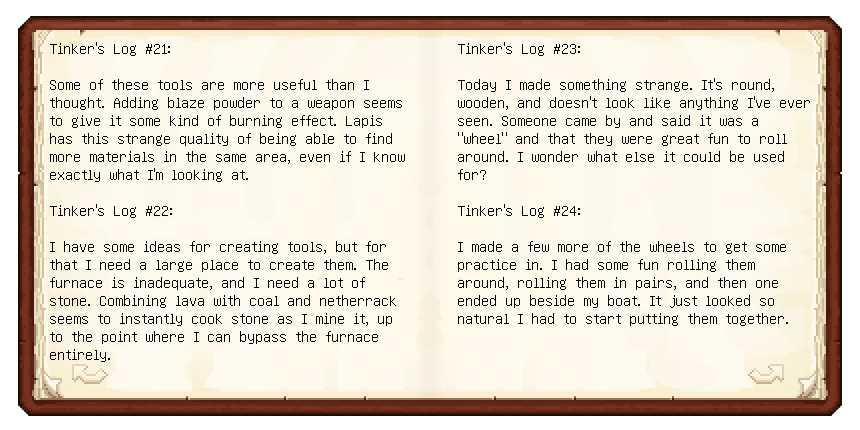 Tinker's Log #21:
Some of these tools are more useful than I
thought. Adding blaze powder to a weapon seems
to give it some kind of burning effect. Lapis
has this strange quality of being able to find
more materials in the same area, even if I know
exactly what I'm looking at.
Tinker's Log #22:
I have some ideas for creating tools, but for
that I need a large place to create them. The
furnace is inadequate, and I need a lot of
stone. Combining lava with coal and netherrack
seems to instantly cook stone as I mine it, up
to the point where I can bypass the furnace
entirely.
Tinker's Log #23:
Today I made something strange. It's round,
wooden, and doesn't look like anything I've ever
seen. Someone came by and said it was a
"wheel" and that they were great fun to roll
around. I wonder what else it could be used
for?
Tinker's Log #24:
I made a few more of the wheels to get some
practice in. I had some fun rolling them
around, rolling them in pairs, and then one
ended up beside my boat. It just looked so
natural I had to start putting them together.